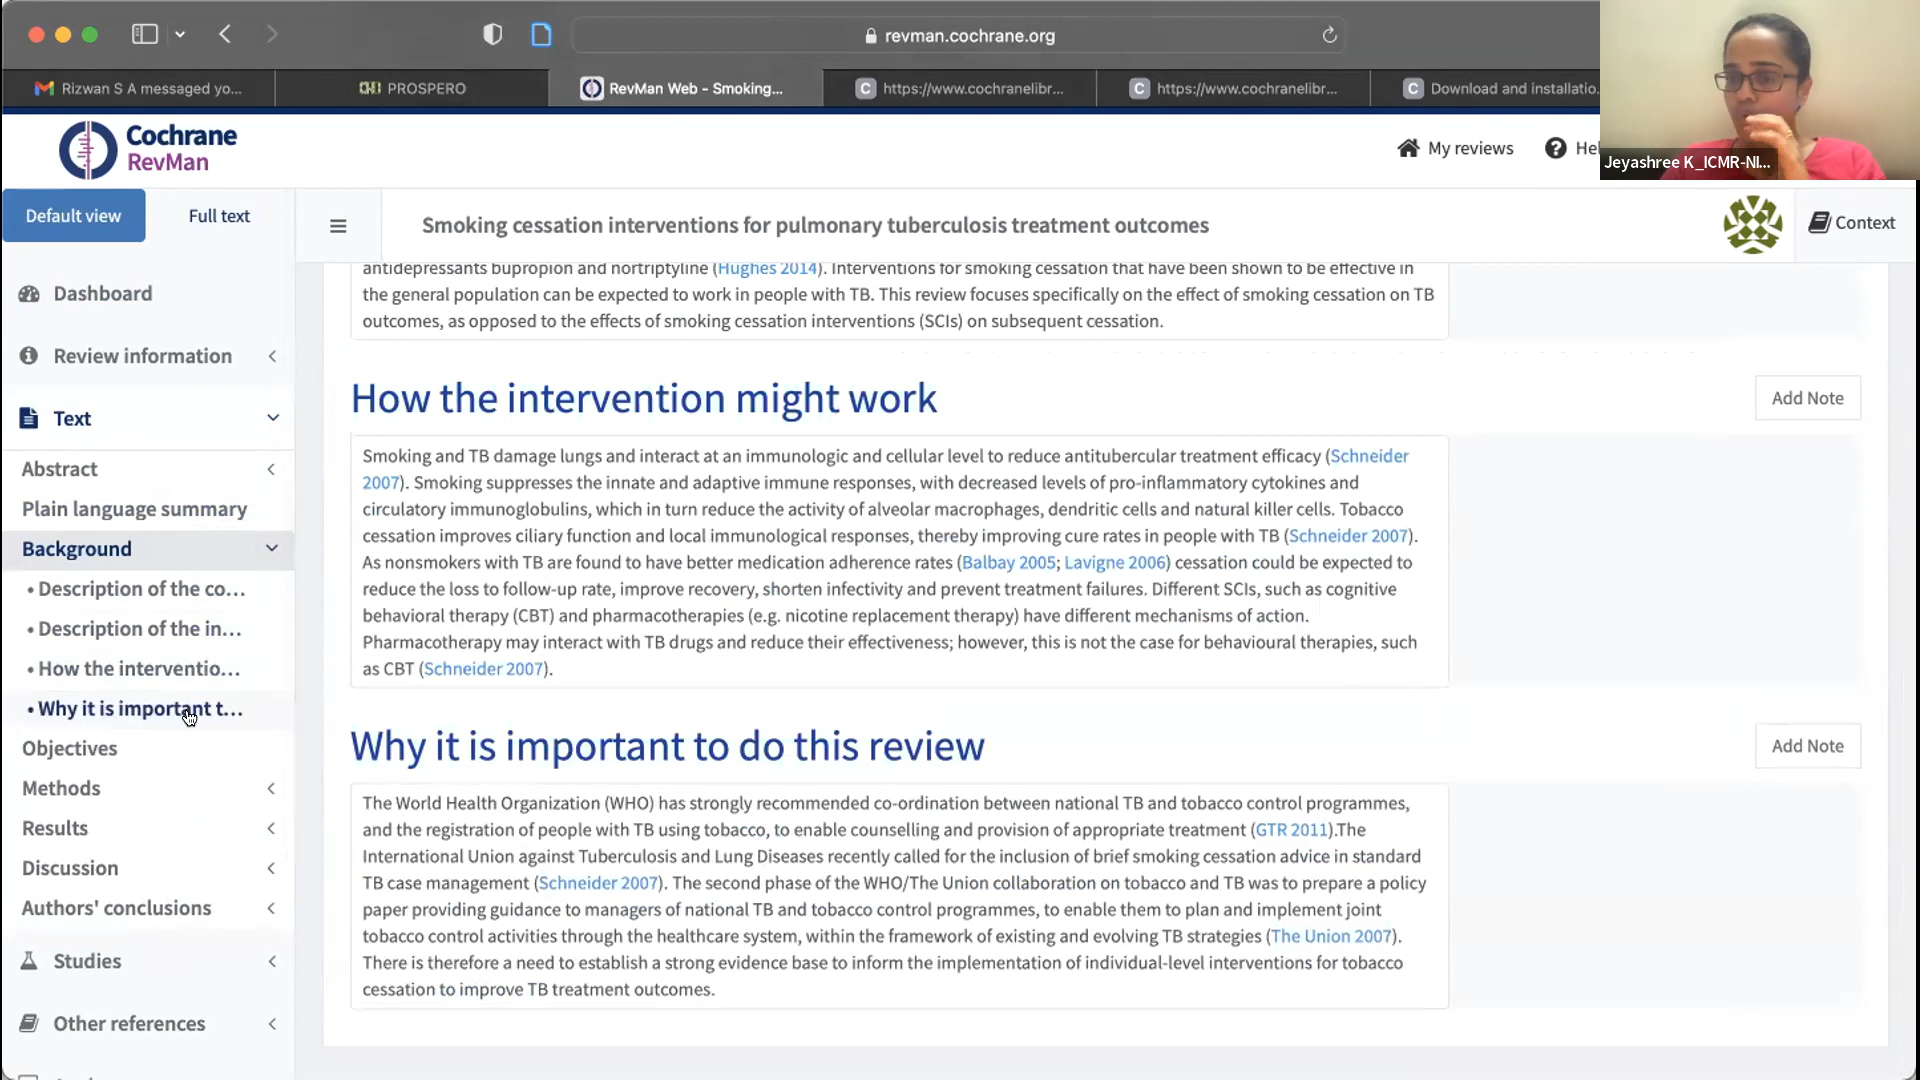 revman.cochrane.org
Rizwan S A messaged yo...
PROSPERO
RevMan Web - Smoking...
C
https://www.cochranelibr...
C
https://www.cochranelibr...
C
Download and installatio
Jeyashree K_ICMR-NI...
Cochrane
RevMan
My reviews
Hel
Default view
Full text
Smoking cessation interventions for pulmonary tuberculosis treatment outcomes
Context
Dashboard
Review information
Text
Abstract
Plain language summary
Background
• Description of the co...
• Description of the in...
• How the interventio...
• Why it is important t...
Objectives
Methods
Results
Discussion
Authors' conclusions
Studies
Other references
antidepressants bupropion and nortriptyline (Hughes 2014). Interventions for smoking cessation that have been shown to be effective in
the general population can be expected to work in people with TB. This review focuses specifically on the effect of smoking cessation on TB
outcomes, as opposed to the effects of smoking cessation interventions (SCIs) on subsequent cessation.
How the intervention might work
Add Note
Smoking and TB damage lungs and interact at an immunologic and cellular level to reduce antitubercular treatment efficacy (Schneider
2007). Smoking suppresses the innate and adaptive immune responses, with decreased levels of pro-inflammatory cytokines and
circulatory immunoglobulins, which in turn reduce the activity of alveolar macrophages, dendritic cells and natural killer cells. Tobacco
cessation improves ciliary function and local immunological responses, thereby improving cure rates in people with TB (Schneider 2007).
As nonsmokers with TB are found to have better medication adherence rates (Balbay 2005; Lavigne 2006) cessation could be expected to
reduce the loss to follow-up rate, improve recovery, shorten infectivity and prevent treatment failures. Different SCIs, such as cognitive
behavioral therapy (CBT) and pharmacotherapies (e.g. nicotine replacement therapy) have different mechanisms of action.
Pharmacotherapy may interact with TB drugs and reduce their effectiveness; however, this is not the case for behavioural therapies, such
as CBT (Schneider 2007).
Why it is important to do this review
Add Note
The World Health Organization (WHO) has strongly recommended co-ordination between national TB and tobacco control programmes,
and the registration of people with TB using tobacco, to enable counselling and provision of appropriate treatment (GTR 2011).The
International Union against Tuberculosis and Lung Diseases recently called for the inclusion of brief smoking cessation advice in standard
TB case management (Schneider 2007). The second phase of the WHO/The Union collaboration on tobacco and TB was to prepare a policy
paper providing guidance to managers of national TB and tobacco control programmes, to enable them to plan and implement joint
tobacco control activities through the healthcare system, within the framework of existing and evolving TB strategies (The Union 2007).
There is therefore a need to establish a strong evidence base to inform the implementation of individual-level interventions for tobacco
cessation to improve TB treatment outcomes.